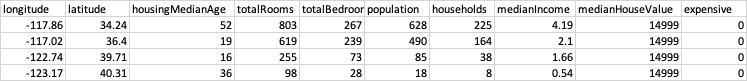 longitude latitude housingMedianAge totalRooms totalBedroor population households medianIncome medianHouseValue expensive
-117.86 34.24 52 803 267 628 225 4.19 14999 0
-117.02 36.4 19 619 239 490 164 2.1 14999 0
-122.74 39.71 16 255 73 85 38 1.66 14999 0
-123.17 40.31 36 98 28 18 8 0.54 14999 0